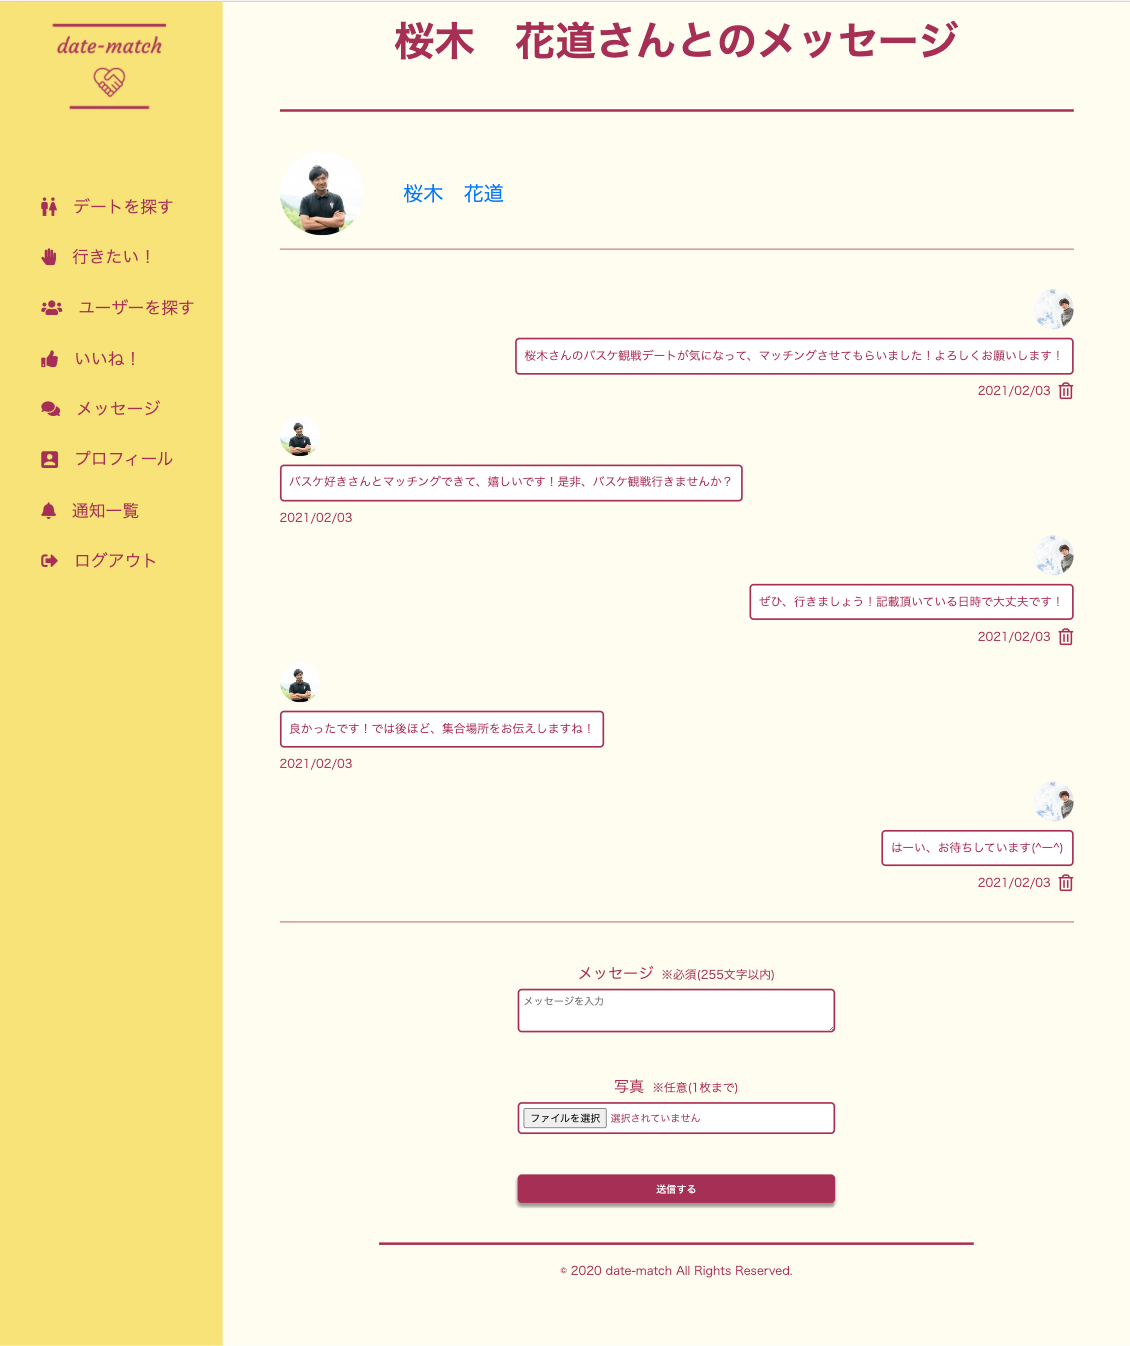 date-match
デートを探す
行きたい！
ユーザーを探す
いいね！
メッセージ
プロフィール
通知一覧
ログアウト
桜木　花道さんとのメッセージ
桜木　花道
桜木さんのバスケ観戦デートが気になって、マッチングさせてもらいました！よろしくお願いします！
2021/02/03
バスケ好きさんとマッチングできて、嬉しいです！是非、バスケ観戦行きませんか？
2021/02/03
ぜひ、行きましょう！記載頂いている日時で大丈夫です！
2021/02/03
良かったです！では後ほど、集合場所をお伝えしますね！
2021/02/03
はーい、お待ちしています(^ー^)
2021/02/03
メッセージ ※必須(255文字以内)
メッセージを入力
写真 ※任意(1枚まで)
ファイルを選択 選択されていません
送信する
© 2020 date-match All Rights Reserved.